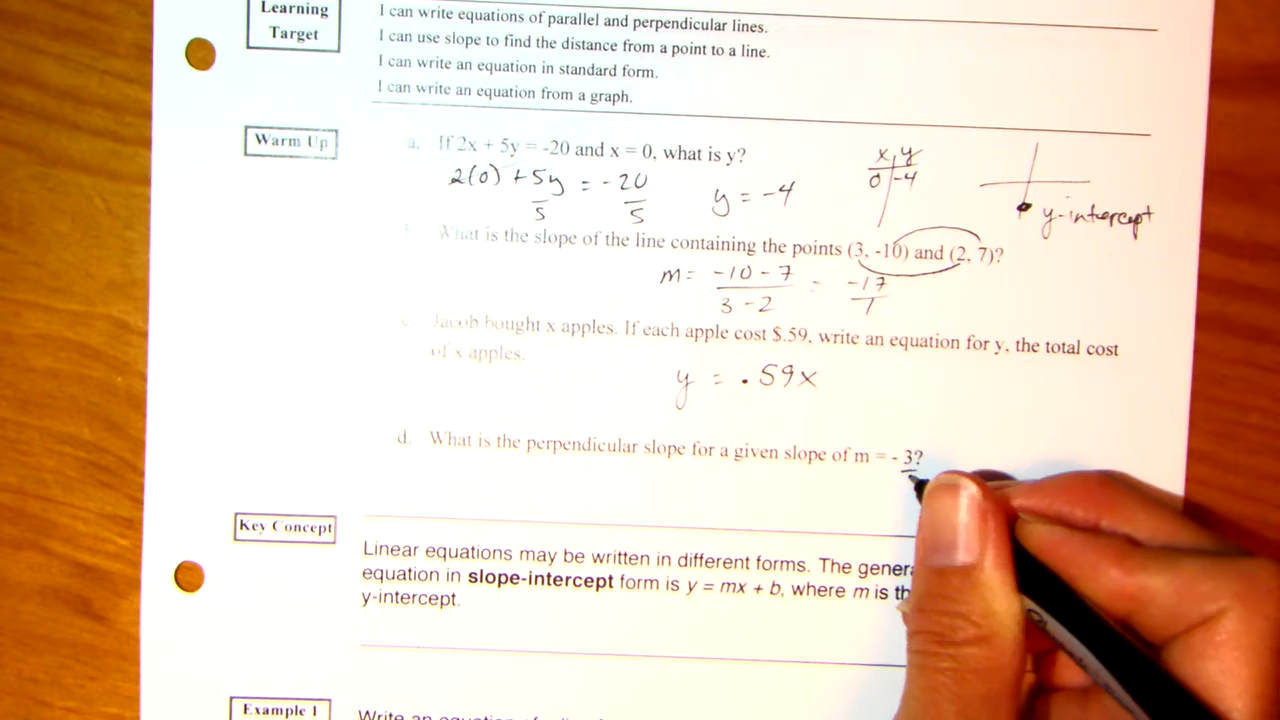 Learning Target
I can write equations of parallel and perpendicular lines.
I can use slope to find the distance from a point to a line.
I can write an equation in standard form.
I can write an equation from a graph.
Warm Up
a. If 2x + 5y = -20 and x = 0, what is y?
2(0) + 5y = -20
5 5
y = -4
x, y
0 -4
y-intercept
What is the slope of the line containing the points (3, -10) and (2, 7)?
m = -10 - 7 = -17
3 - 2 1
c. Jacob bought x apples. If each apple cost $.59, write an equation for y, the total cost
of x apples.
y = .59x
d. What is the perpendicular slope for a given slope of m = - 3?
Key Concept
Linear equations may be written in different forms. The
equation in slope-intercept form is y = mx + b, where m is
y-intercept.
Example 1
Write an equation of